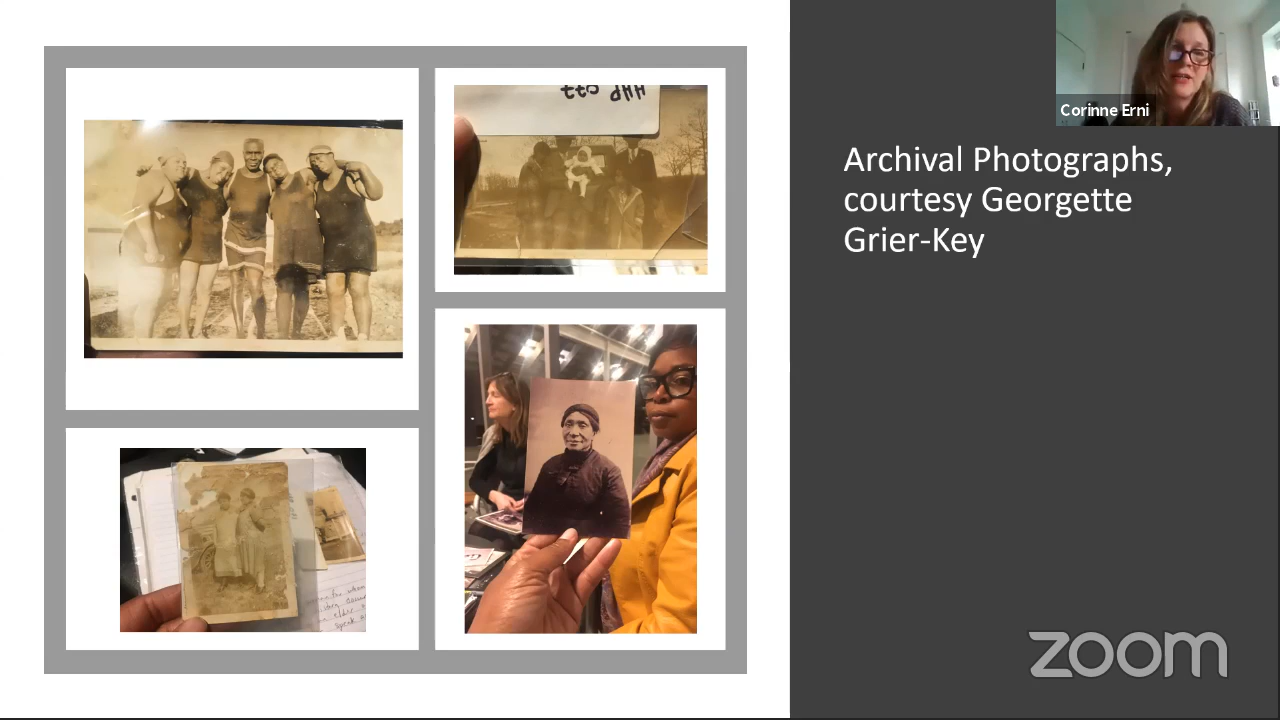 Corinne Erni
Archival Photographs,
courtesy Georgette
Grier-Key
zoom